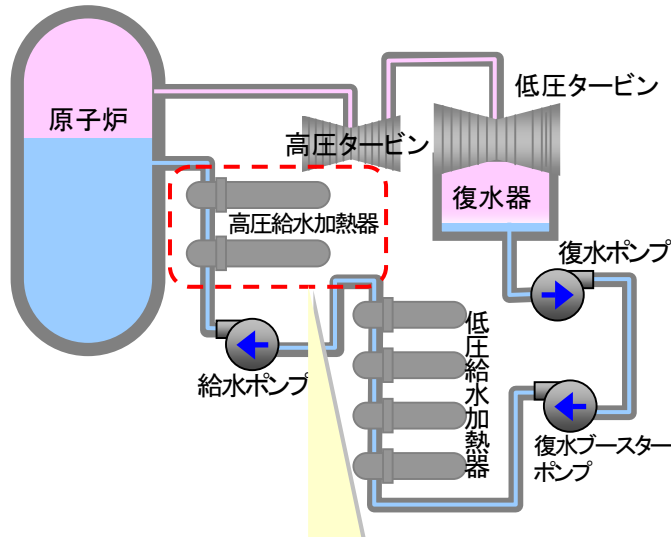 低圧タービン
原子炉
高圧タービン
復水器
高圧給水加熱器
復水ポンプ
低圧給水加熱器
給水ポンプ
復水ブースター
ポンプ